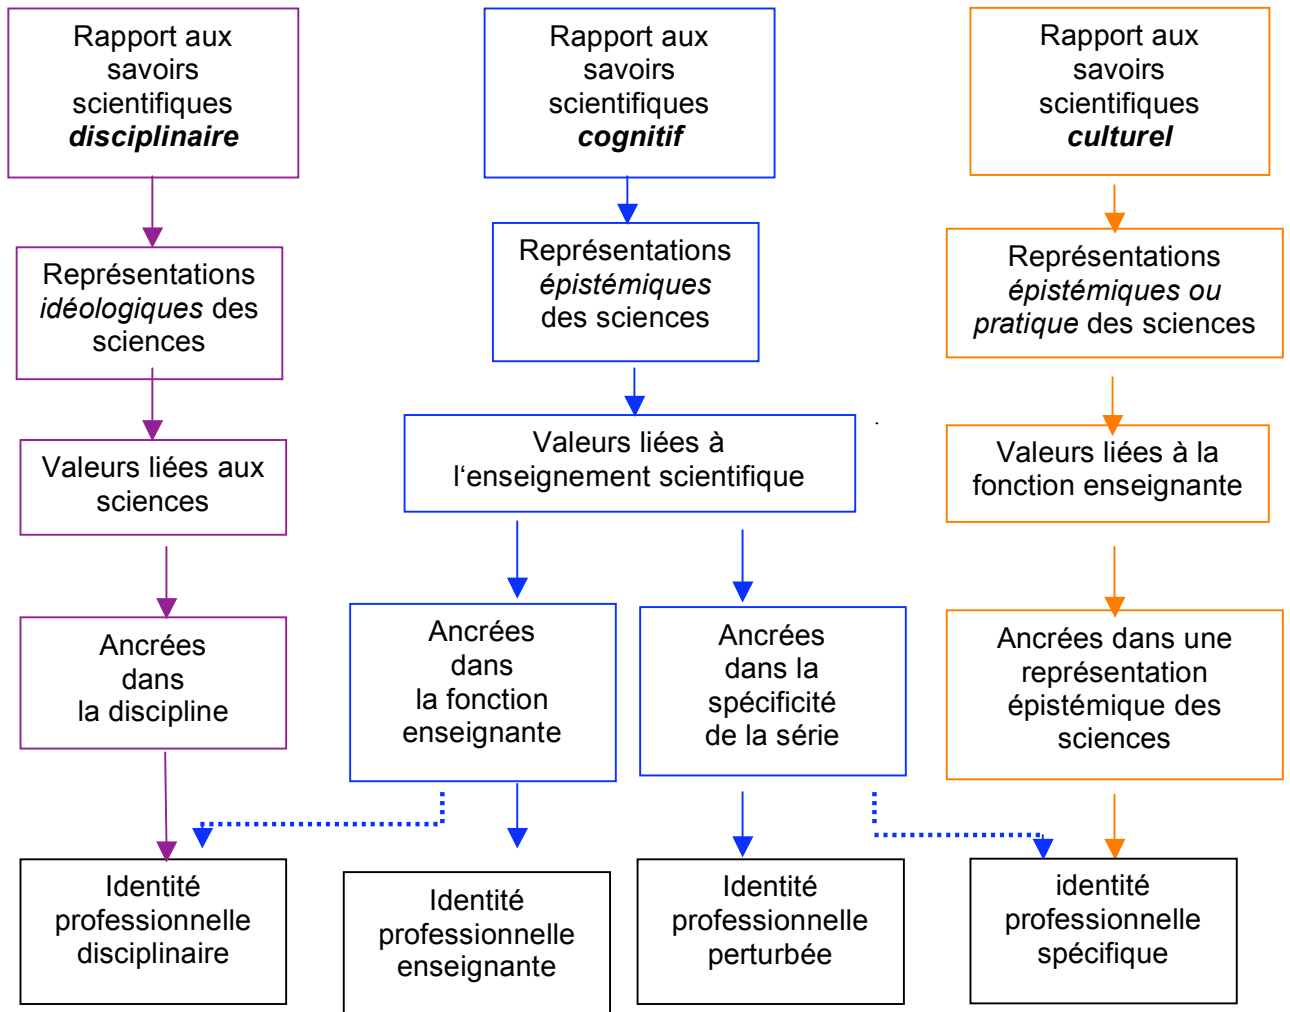 Rapport aux
savoirs
scientifiques
disciplinaire
Rapport aux
savoirs
scientifiques
cognitif
Rapport aux
savoirs
scientifiques
culturel
Représentations
idéologiques des
sciences
Représentations
épistémiques
des sciences
Représentations
épistémiques ou
pratique des sciences
Valeurs liées aux
sciences
Valeurs liées à
l‘enseignement scientifique
Valeurs liées à la
fonction enseignante
Ancrées
dans
la discipline
Ancrées
dans
la fonction
enseignante
Ancrées
dans la
spécificité
de la série
Ancrées dans une
représentation
épistémique des
sciences
Identité
professionnelle
disciplinaire
Identité
professionnelle
enseignante
Identité
professionnelle
perturbée
identité
professionnelle
spécifique